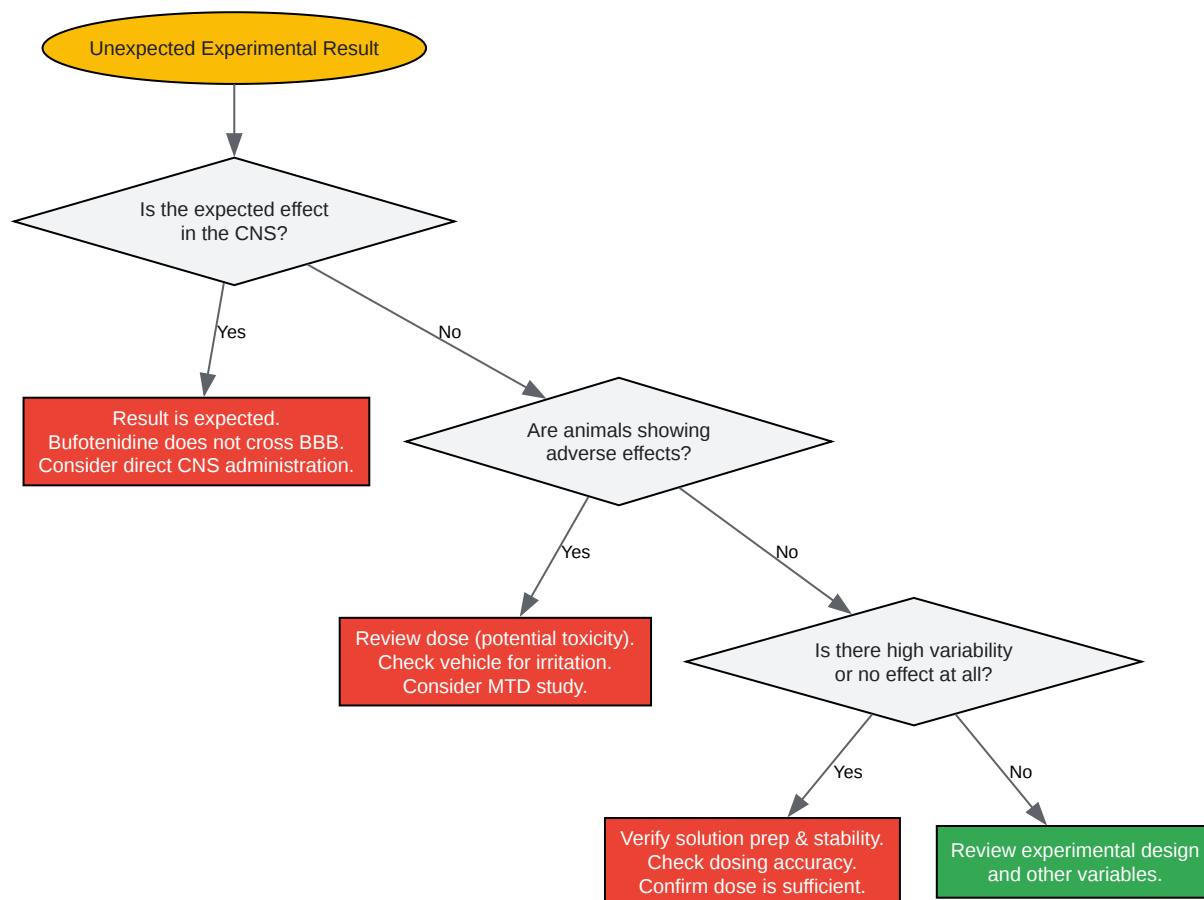 Unexpected Experimental Result
Is the expected effect
in the CNS?
Yes
No
Result is expected.
Bufotenidine does not cross BBB.
Consider direct CNS administration.
Are animals showing
adverse effects?
Yes
No
Review dose (potential toxicity).
Check vehicle for irritation.
Consider MTD study.
Is there high variability
or no effect at all?
Yes
No
Verify solution prep & stability.
Check dosing accuracy.
Confirm dose is sufficient.
Review experimental design
and other variables.